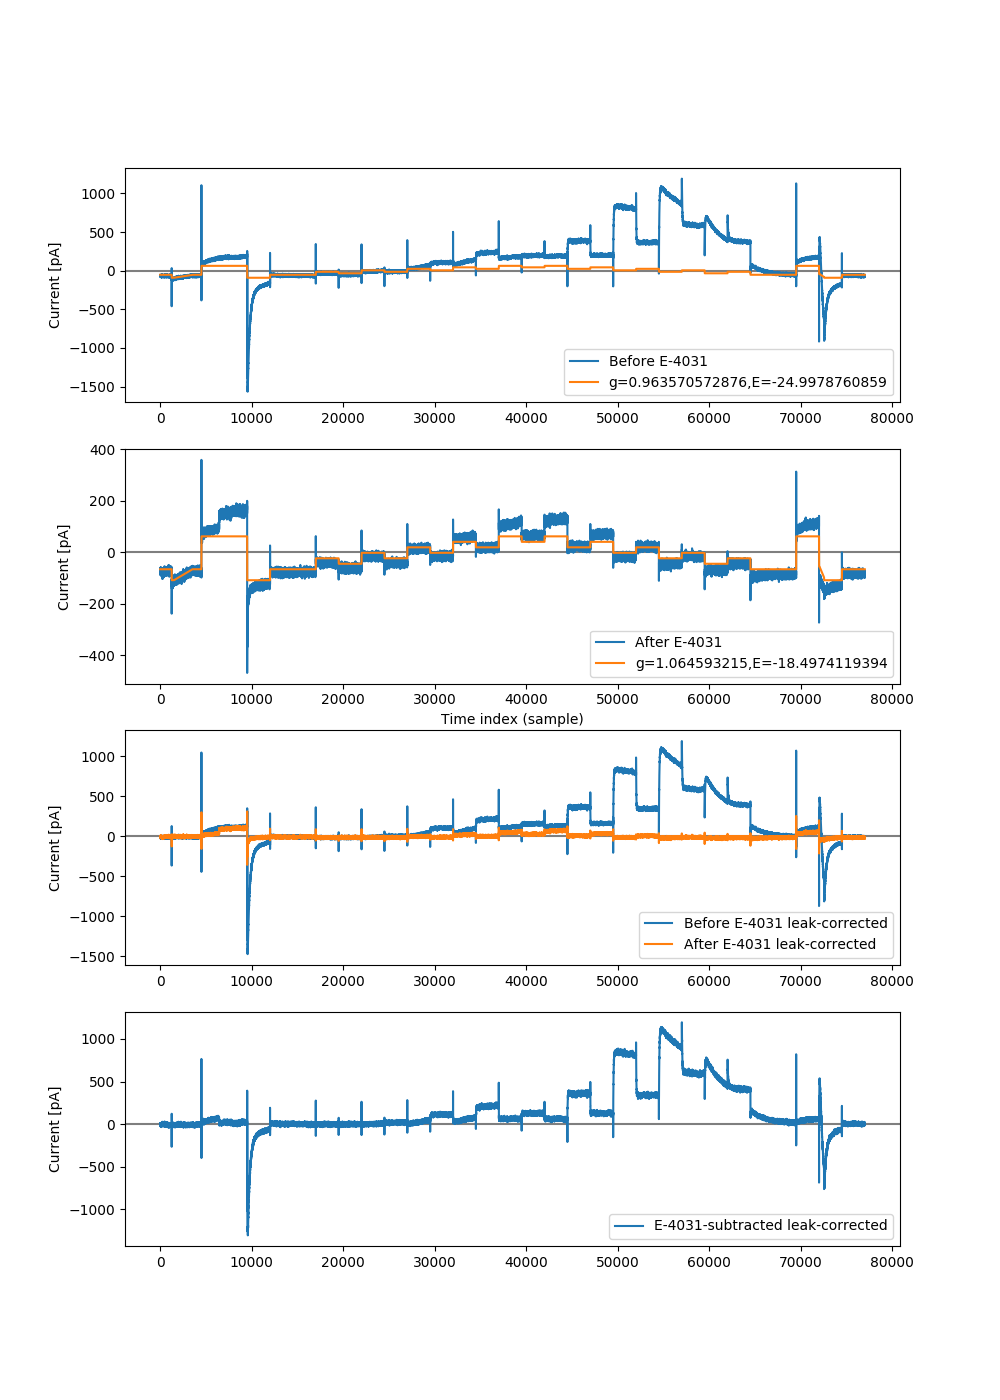 1000
500
0
−500
−1000
−1500
Current [pA]
Before E-4031
g=0.963570572876,E=-24.9978760859
0 10000 20000 30000 40000 50000 60000 70000 80000
400
200
0
−200
−400
Current [pA]
After E-4031
g=1.064593215,E=-18.4974119394
0 10000 20000 30000 40000 50000 60000 70000 80000
Time index (sample)
1000
500
0
−500
−1000
−1500
Current [pA]
Before E-4031 leak-corrected
After E-4031 leak-corrected
0 10000 20000 30000 40000 50000 60000 70000 80000
1000
500
0
−500
−1000
Current [pA]
E-4031-subtracted leak-corrected
0 10000 20000 30000 40000 50000 60000 70000 80000